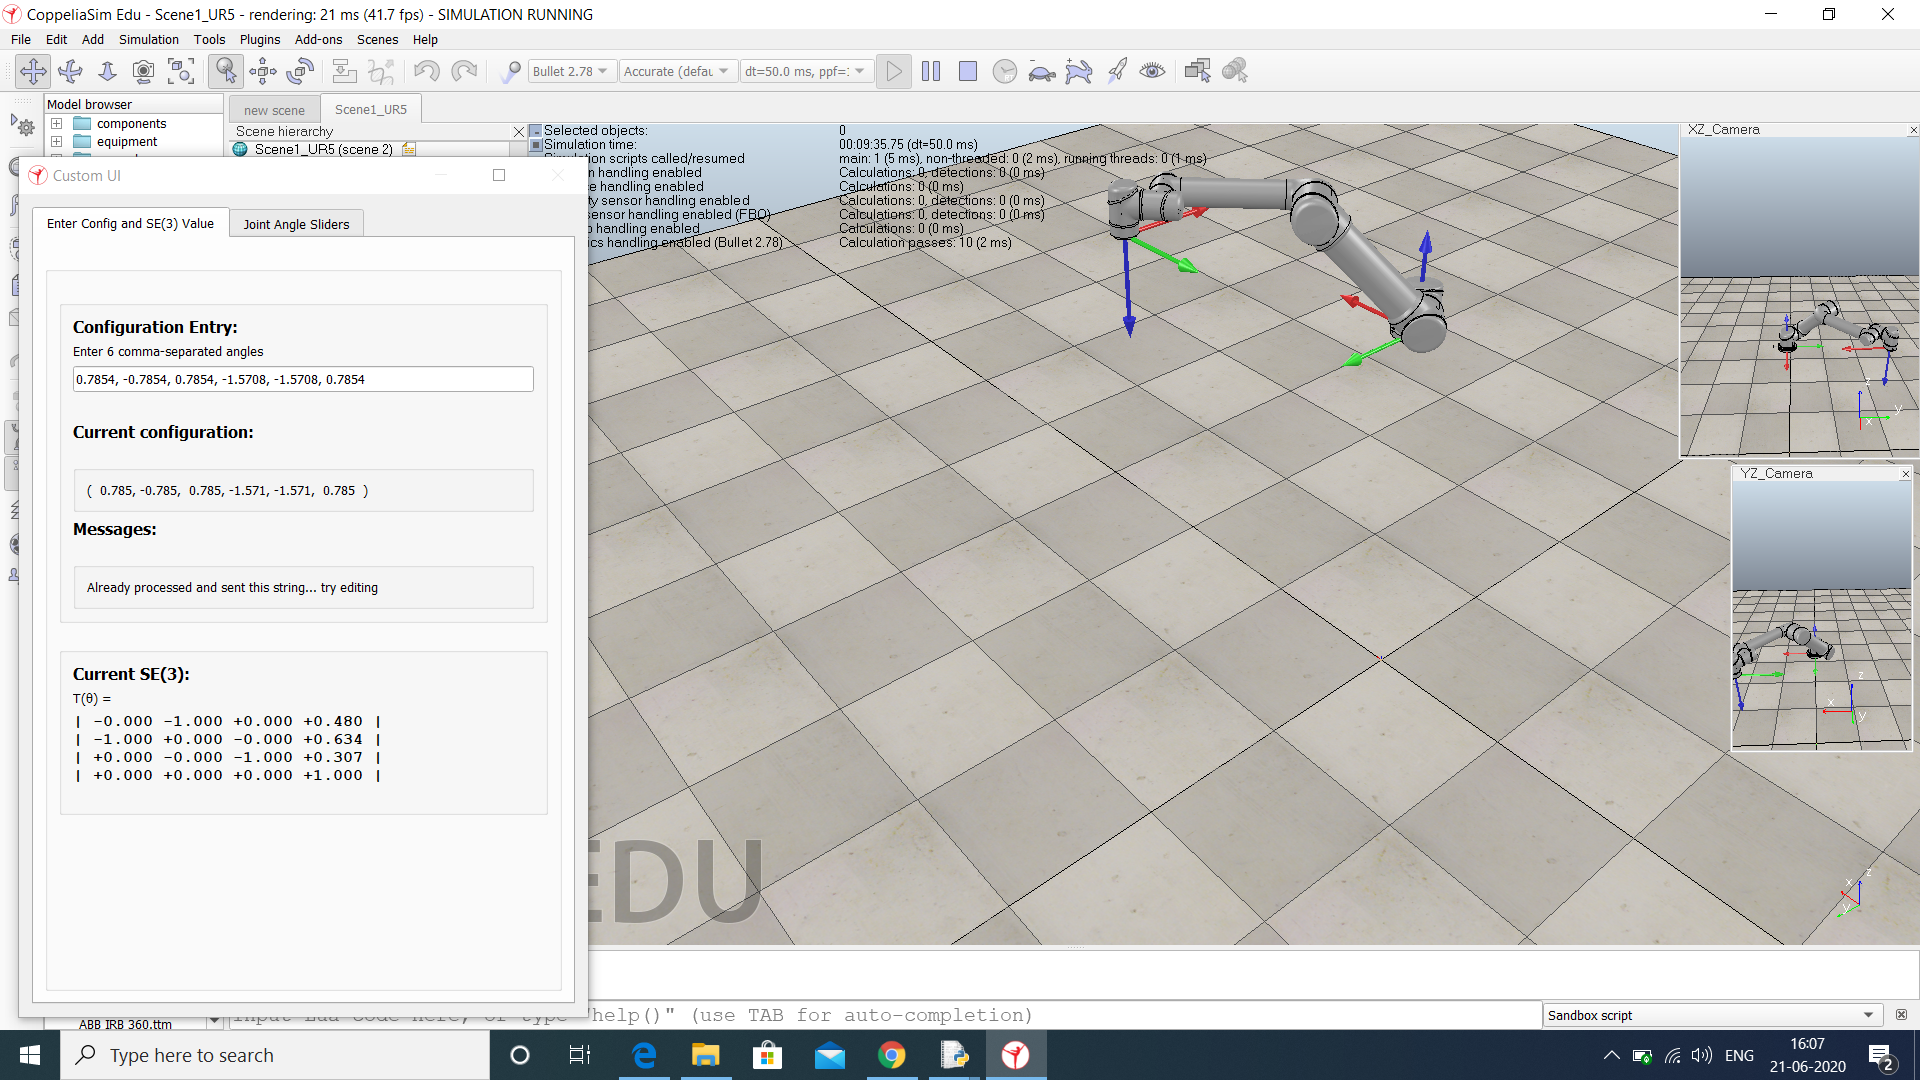 CoppeliaSim Edu - Scene1_UR5 - rendering: 21 ms (41.7 fps) - SIMULATION RUNNING
File Edit Add Simulation Tools Plugins Add-ons Scenes Help
Bullet 2.78 Accurate (defau dt=50.0 ms, ppf=:
Model browser
components
equipment
new scene Scene1_UR5
Scene hierarchy
Scene1_UR5 (scene 2)
Selected objects: 0
Simulation time: 00:09:35.75 (dt=50.0 ms)
Simulation scripts called/resumed main: 1 (5 ms), non-threaded: 0 (2 ms), running threads: 0 (1 ms)
handling enabled Calculations: 0, detections: 0 (0 ms)
handling enabled Calculations: 0 (0 ms)
sensor handling enabled Calculations: 0, detections: 0 (0 ms)
sensor handling enabled (FBO) Calculations: 0, detections: 0 (0 ms)
handling enabled Calculations: 0 (0 ms)
ics handling enabled (Bullet 2.78) Calculation passes: 10 (2 ms)
Custom UI
Enter Config and SE(3) Value Joint Angle Sliders
Configuration Entry:
Enter 6 comma-separated angles
0.7854, -0.7854, 0.7854, -1.5708, -1.5708, 0.7854
Current configuration:
( 0.785, -0.785, 0.785, -1.571, -1.571, 0.785 )
Messages:
Already processed and sent this string... try editing
Current SE(3):
T(θ) =
| -0.000 -1.000 +0.000 +0.480 |
| -1.000 +0.000 -0.000 +0.634 |
| +0.000 -0.000 -1.000 +0.307 |
| +0.000 +0.000 +0.000 +1.000 |
XZ_Camera
z
y
x
YZ_Camera
z
x
y
x z
y
EDU
ABB IRB 360.ttm
Input Lua code here, or type "help()" (use TAB for auto-completion)
Sandbox script
Type here to search
ENG
16:07
21-06-2020
2